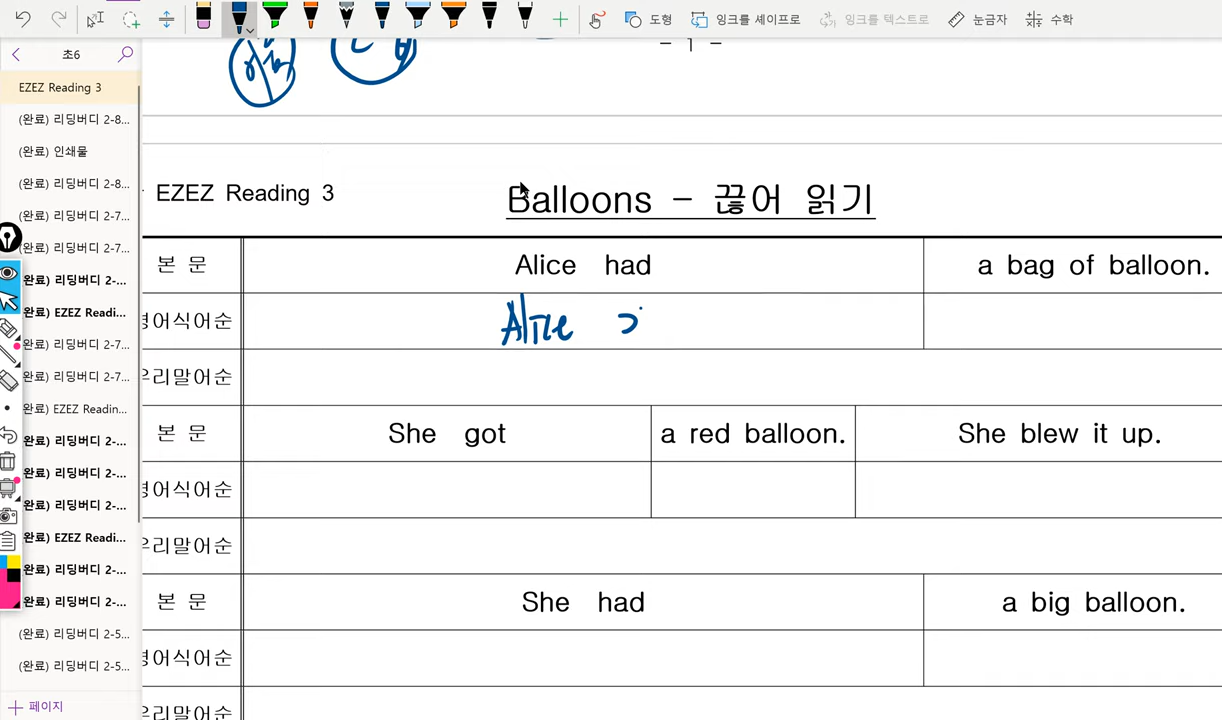 도형 잉크를 셰이프로 잉크를 텍스트로 눈금자 수학
초6
- 1 -
EZEZ Reading 3
(완료) 리딩버디 2-8...
(완료) 인쇄물
(완료) 리딩버디 2-8...
(완료) 리딩버디 2-7...
완료) 리딩버디 2-7...
완료) 리딩버디 2-...
완료) EZEZ Readi...
완료) 리딩버디 2-7...
완료) 리딩버디 2-7...
완료) EZEZ Readin...
완료) 리딩버디 2-...
완료) 리딩버디 2-...
완료) 리딩버디 2-...
완료) EZEZ Readi...
완료) 리딩버디 2-...
완료) 리딩버디 2-...
(완료) 리딩버디 2-5...
(완료) 리딩버디 2-5...
페이지
EZEZ Reading 3
Balloons - 끊어 읽기
본 문 Alice had a bag of balloon.
영어식어순 Alice
우리말어순
본 문 She got a red balloon. She blew it up.
영어식어순
우리말어순
본 문 She had a big balloon.
영어식어순
우리말어순